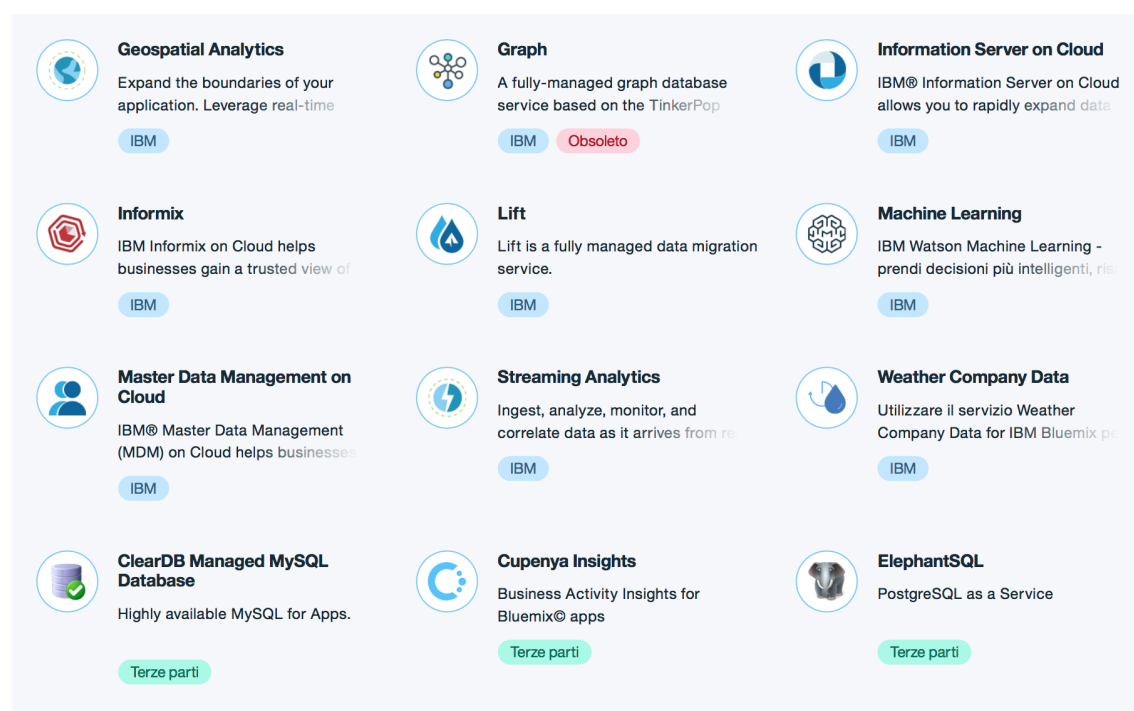 Geospatial Analytics
Expand the boundaries of your
application. Leverage real-time
IBM
Graph
A fully-managed graph database
service based on the TinkerPop
IBM
Obsoleto
Information Server on Cloud
IBM® Information Server on Cloud
allows you to rapidly expand data
IBM
Informix
IBM Informix on Cloud helps
businesses gain a trusted view of
IBM
Lift
Lift is a fully managed data migration
service.
IBM
Machine Learning
IBM Watson Machine Learning -
prendi decisioni più intelligenti,
IBM
Master Data Management on
Cloud
IBM® Master Data Management
(MDM) on Cloud helps businesses
IBM
Streaming Analytics
Ingest, analyze, monitor, and
correlate data as it arrives from
IBM
Weather Company Data
Utilizzare il servizio Weather
Company Data for IBM Bluemix
IBM
ClearDB Managed MySQL
Database
Highly available MySQL for Apps.
Terze parti
Cupenya Insights
Business Activity Insights for
Bluemix© apps
Terze parti
ElephantSQL
PostgreSQL as a Service
Terze parti